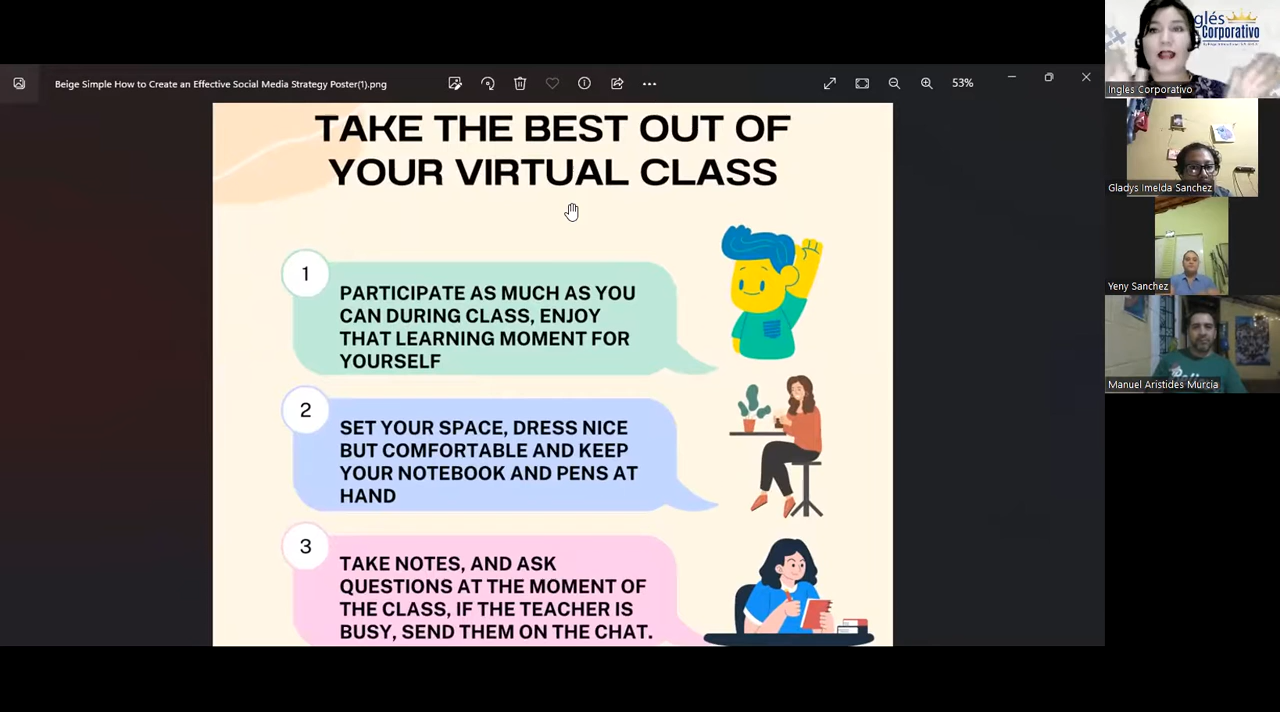 Beige Simple How to Create an Effective Social Media Strategy Poster(1).png
53%
TAKE THE BEST OUT OF
YOUR VIRTUAL CLASS
1
PARTICIPATE AS MUCH AS YOU
CAN DURING CLASS, ENJOY
THAT LEARNING MOMENT FOR
YOURSELF
2
SET YOUR SPACE, DRESS NICE
BUT COMFORTABLE AND KEEP
YOUR NOTEBOOK AND PENS AT
HAND
3
TAKE NOTES, AND ASK
QUESTIONS AT THE MOMENT OF
THE CLASS, IF THE TEACHER IS
BUSY, SEND THEM ON THE CHAT.
glés
Corporativo
Ingles Corporativo
Gladys Imelda Sanchez
Yeny Sanchez
Manuel Aristides Murcia